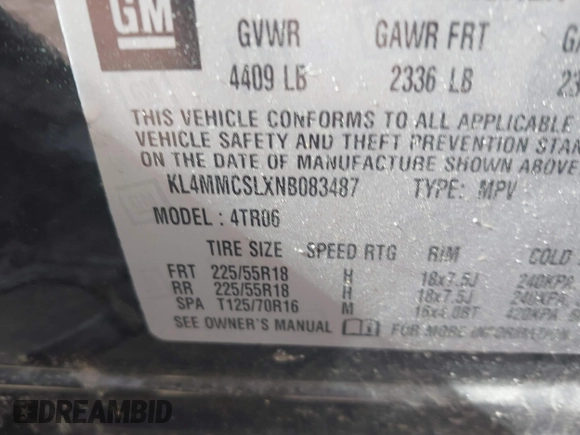 GM
GVWR GAWR FRT
4409 LB 2336 LB
THIS VEHICLE CONFORMS TO ALL APPLICABLE
VEHICLE SAFETY AND THEFT PREVENTION STAN
ON THE DATE OF MANUFACTURE SHOWN ABOVE
KL4MMCSLXNB083487 TYPE: MPV
MODEL : 4TR06
TIRE SIZE SPEED RTG RIM COLD
FRT 225/55R18 H 18x7.5J 240KPA
RR 225/55R18 H 18x7.5J 240KPA
SPA T125/70R16 M 16x4.0BT 420KPA
SEE OWNER'S MANUAL FOR MORE INFORMATION
DREAMBID